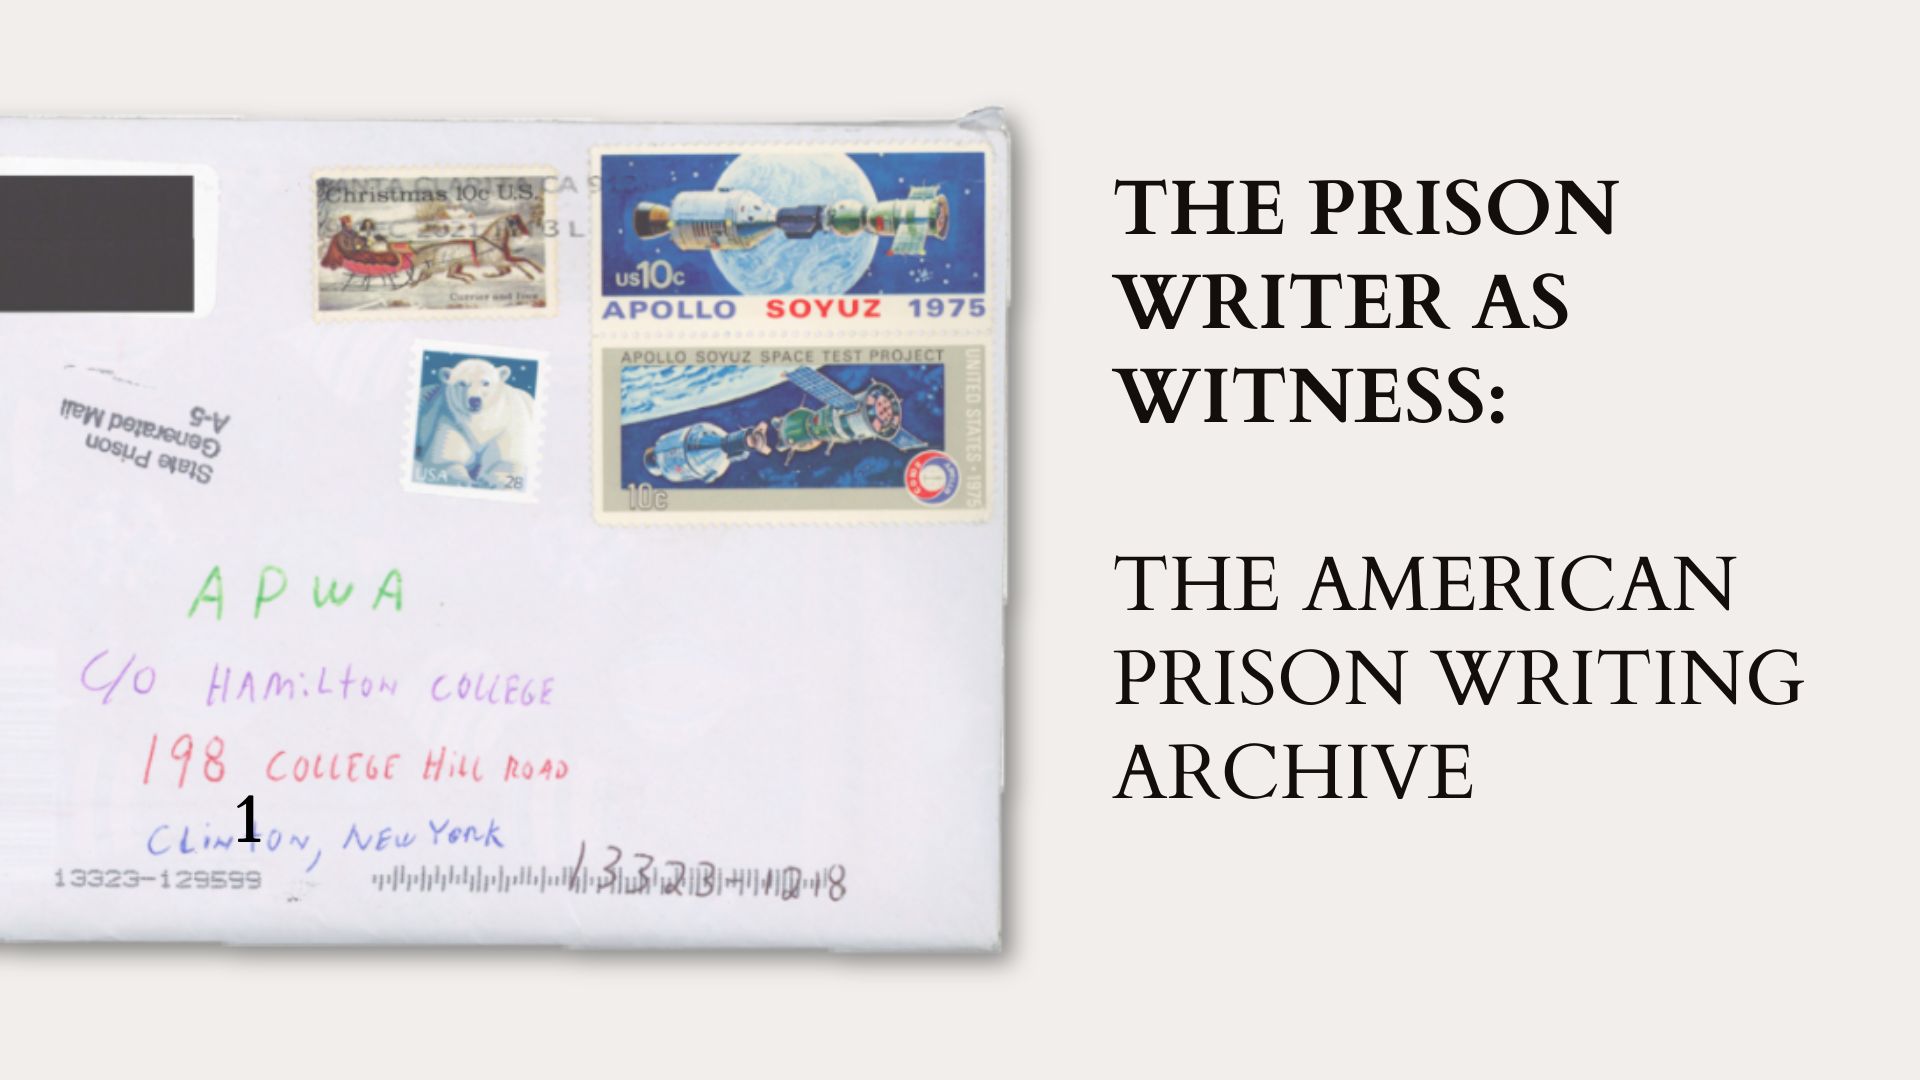 Christmas 10c U.S.
Currier and Ives
US 10c
APOLLO SOYUZ 1975
APOLLO SOYUZ SPACE TEST PROJECT
UNITED STATES · 1975
10c
USA
28
State Prison
Generated Mail
A-5
APWA
C/O HAMiLtON COLLEGE
198 COLLEGE Hill ROAD
CLiNTON, NEW York
1
13323-1218
13323-129599
THE PRISON
WRITER AS
WITNESS:
THE AMERICAN
PRISON WRITING
ARCHIVE